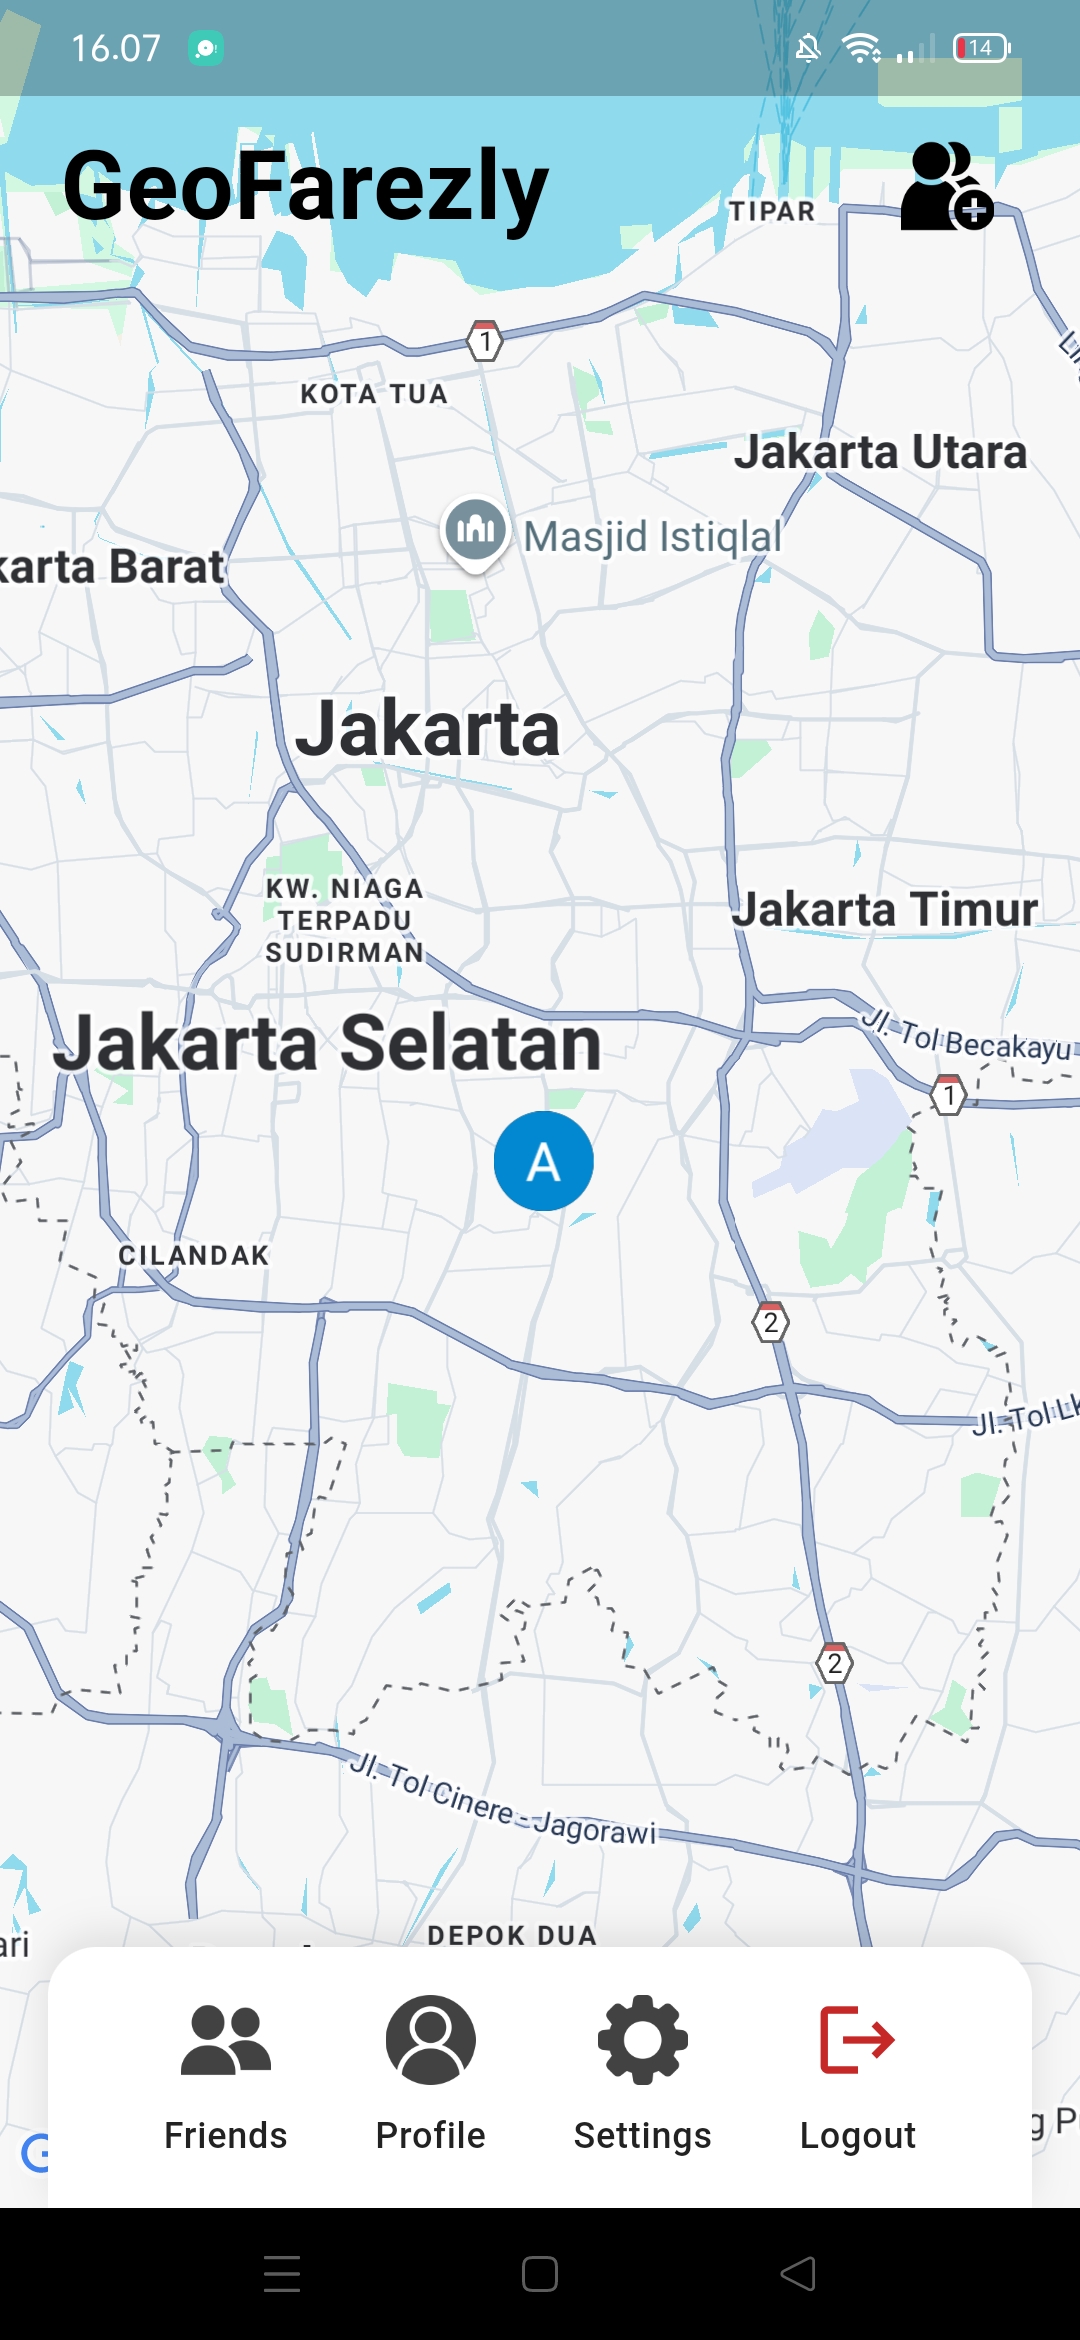 16.07
14
GeoFarezly
TIPAR
1
KOTA TUA
Jakarta Utara
Masjid Istiqlal
karta Barat
Jakarta
KW. NIAGA
TERPADU
SUDIRMAN
Jakarta Timur
Jakarta Selatan
Jl. Tol Becakayu
1
A
CILANDAK
2
Jl. Tol Lk
2
Jl. Tol Cinere - Jagorawi
DEPOK DUA
ari
g P
G
Friends
Profile
Settings
Logout